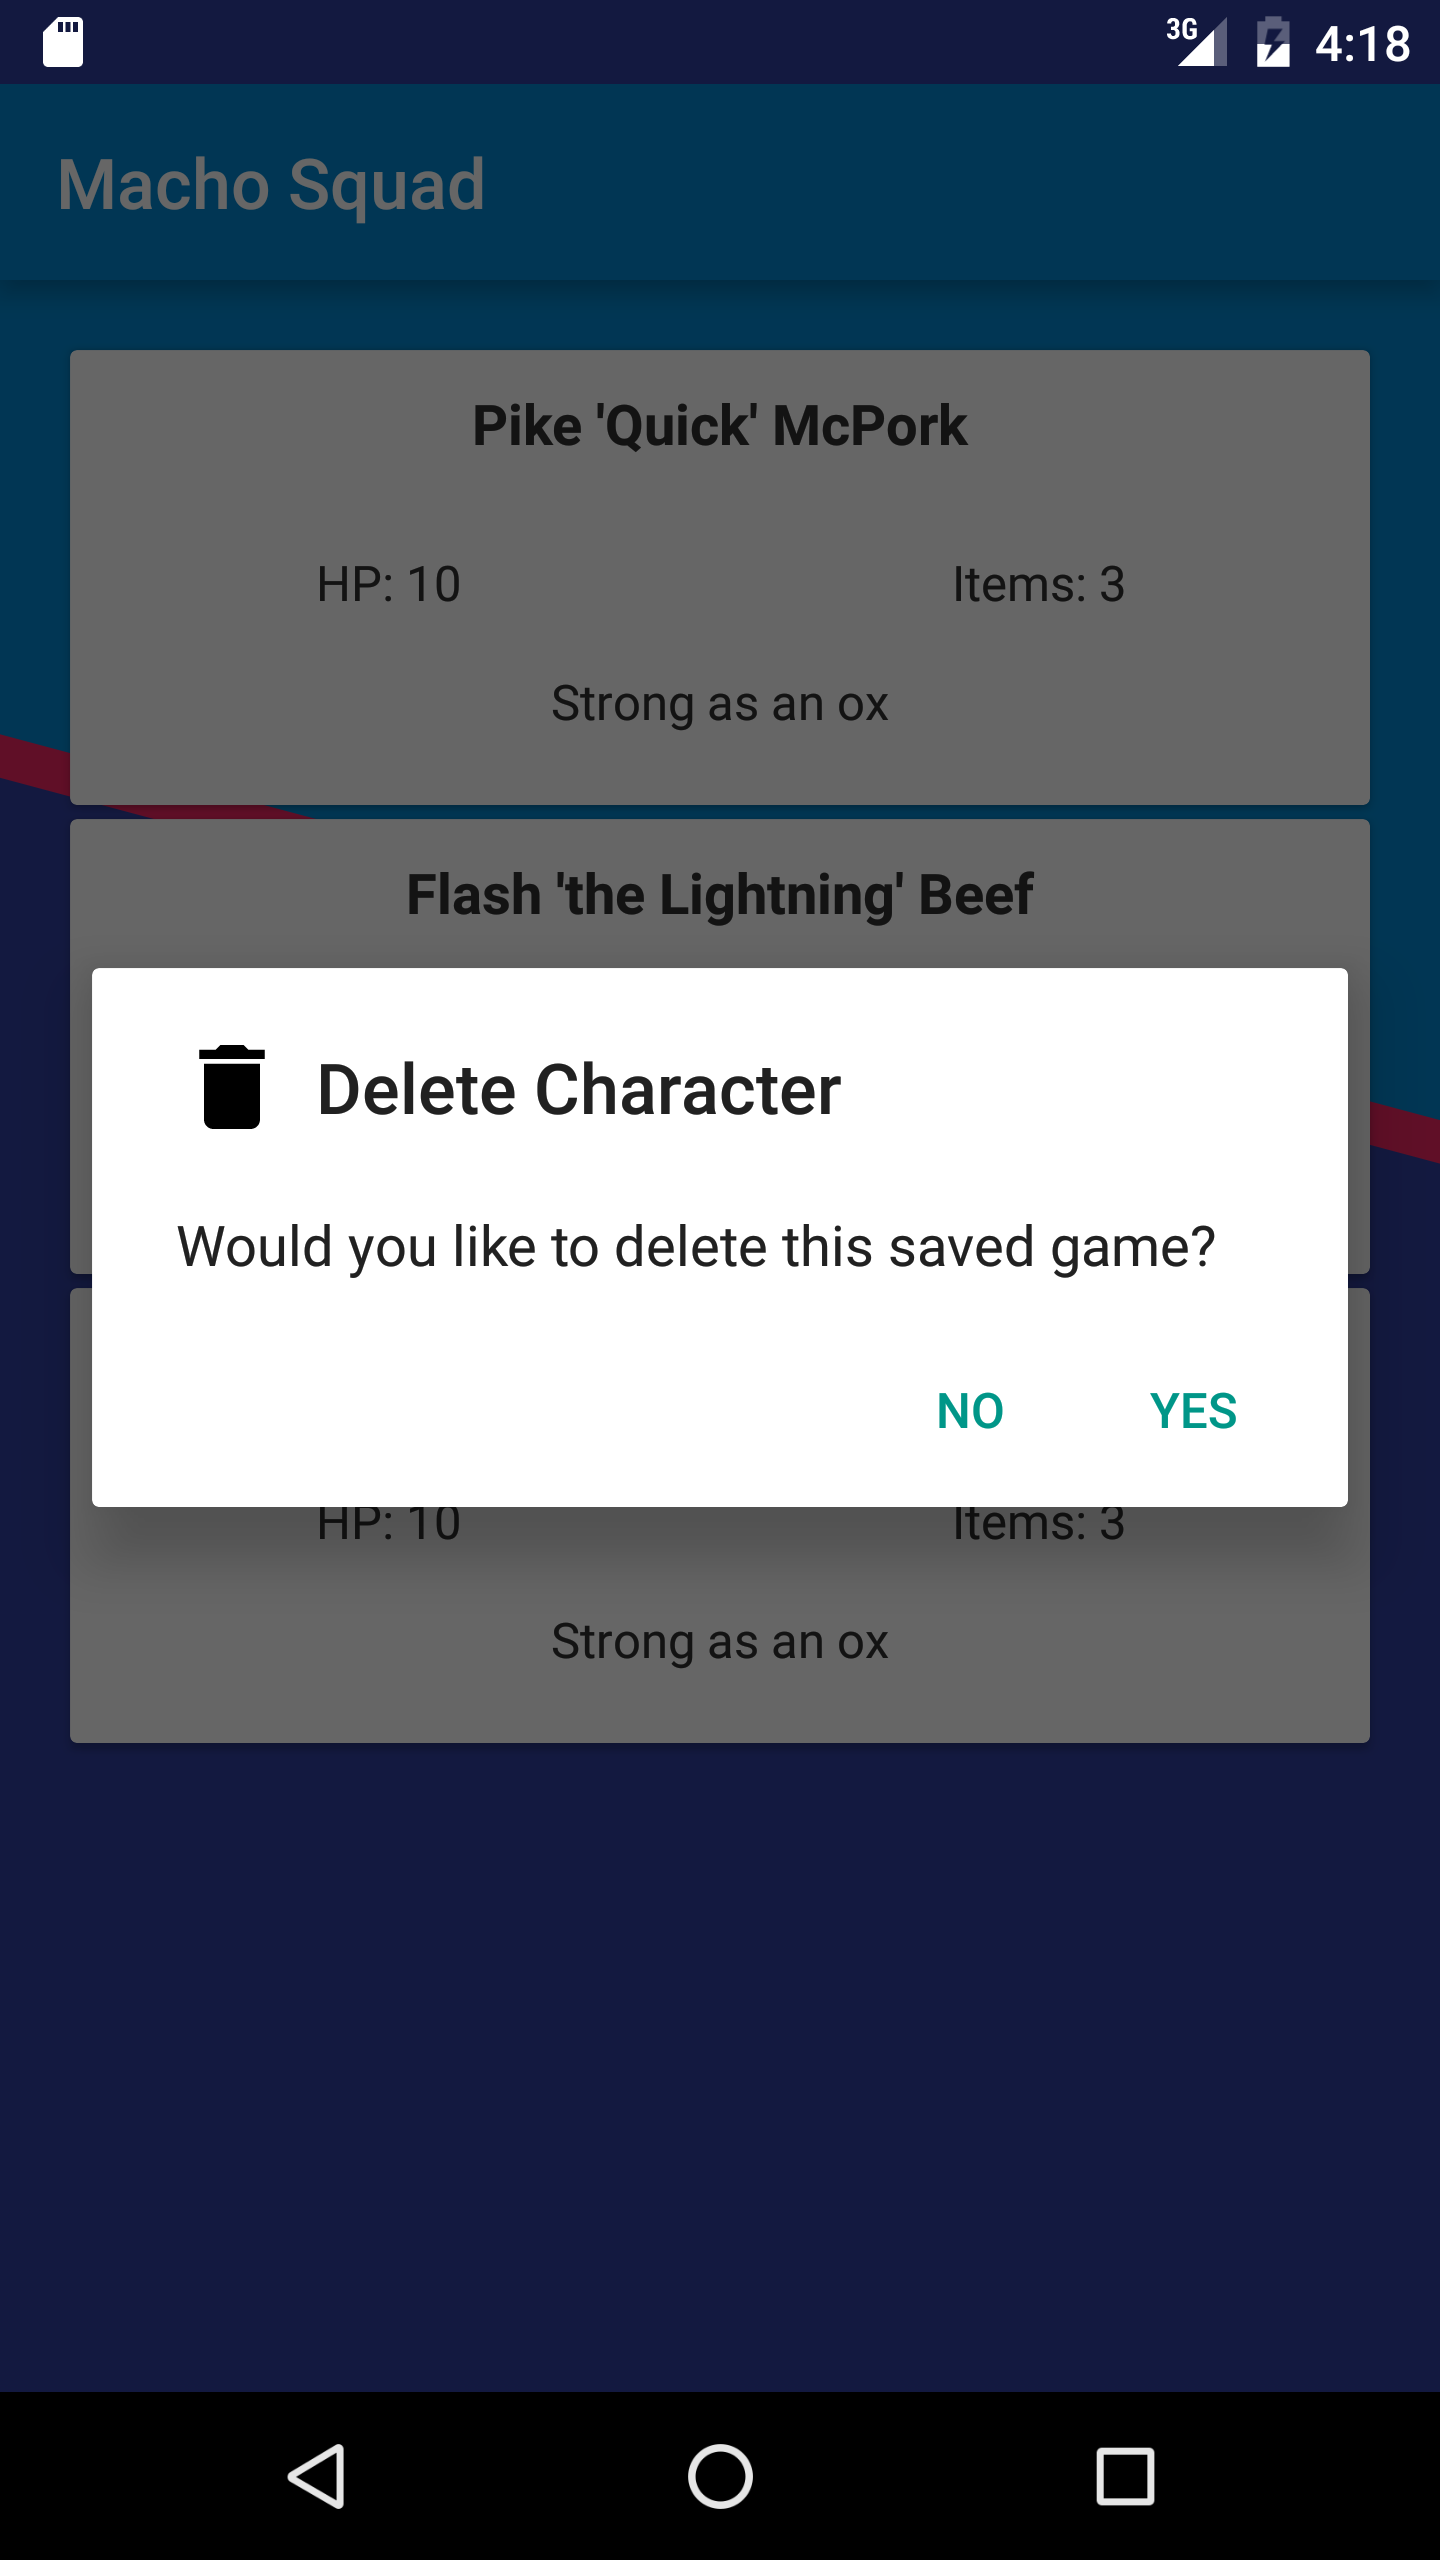 3G 4:18
Macho Squad
Pike 'Quick' McPork
HP: 10 Items: 3
Strong as an ox
Flash 'the Lightning' Beef
Delete Character
Would you like to delete this saved game?
NO YES
HP: 10 Items: 3
Strong as an ox